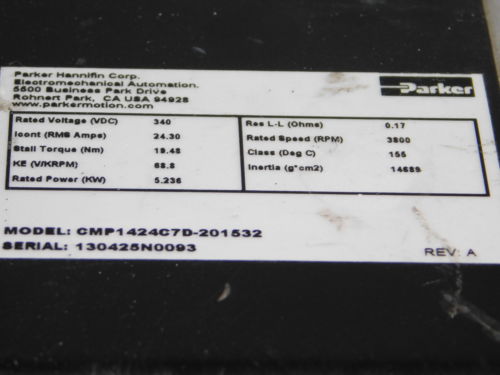 Parker Hannifin Corp.
Electromechanical Automation.
5500 Business Park Drive
Rohnert Park, CA USA 94928
www.parkermotion.com
Parker
Rated Voltage (VDC) 340
Icont (RMS Amps) 24.30
Stall Torque (Nm) 19.48
KE (V/KRPM) 68.8
Rated Power (KW) 5.236
Res L-L (Ohms) 0.17
Rated Speed (RPM) 3800
Class (Deg C) 155
Inertia (g*cm2) 14889
MODEL: CMP1424C7D-201532
SERIAL: 130425N0093
REV: A